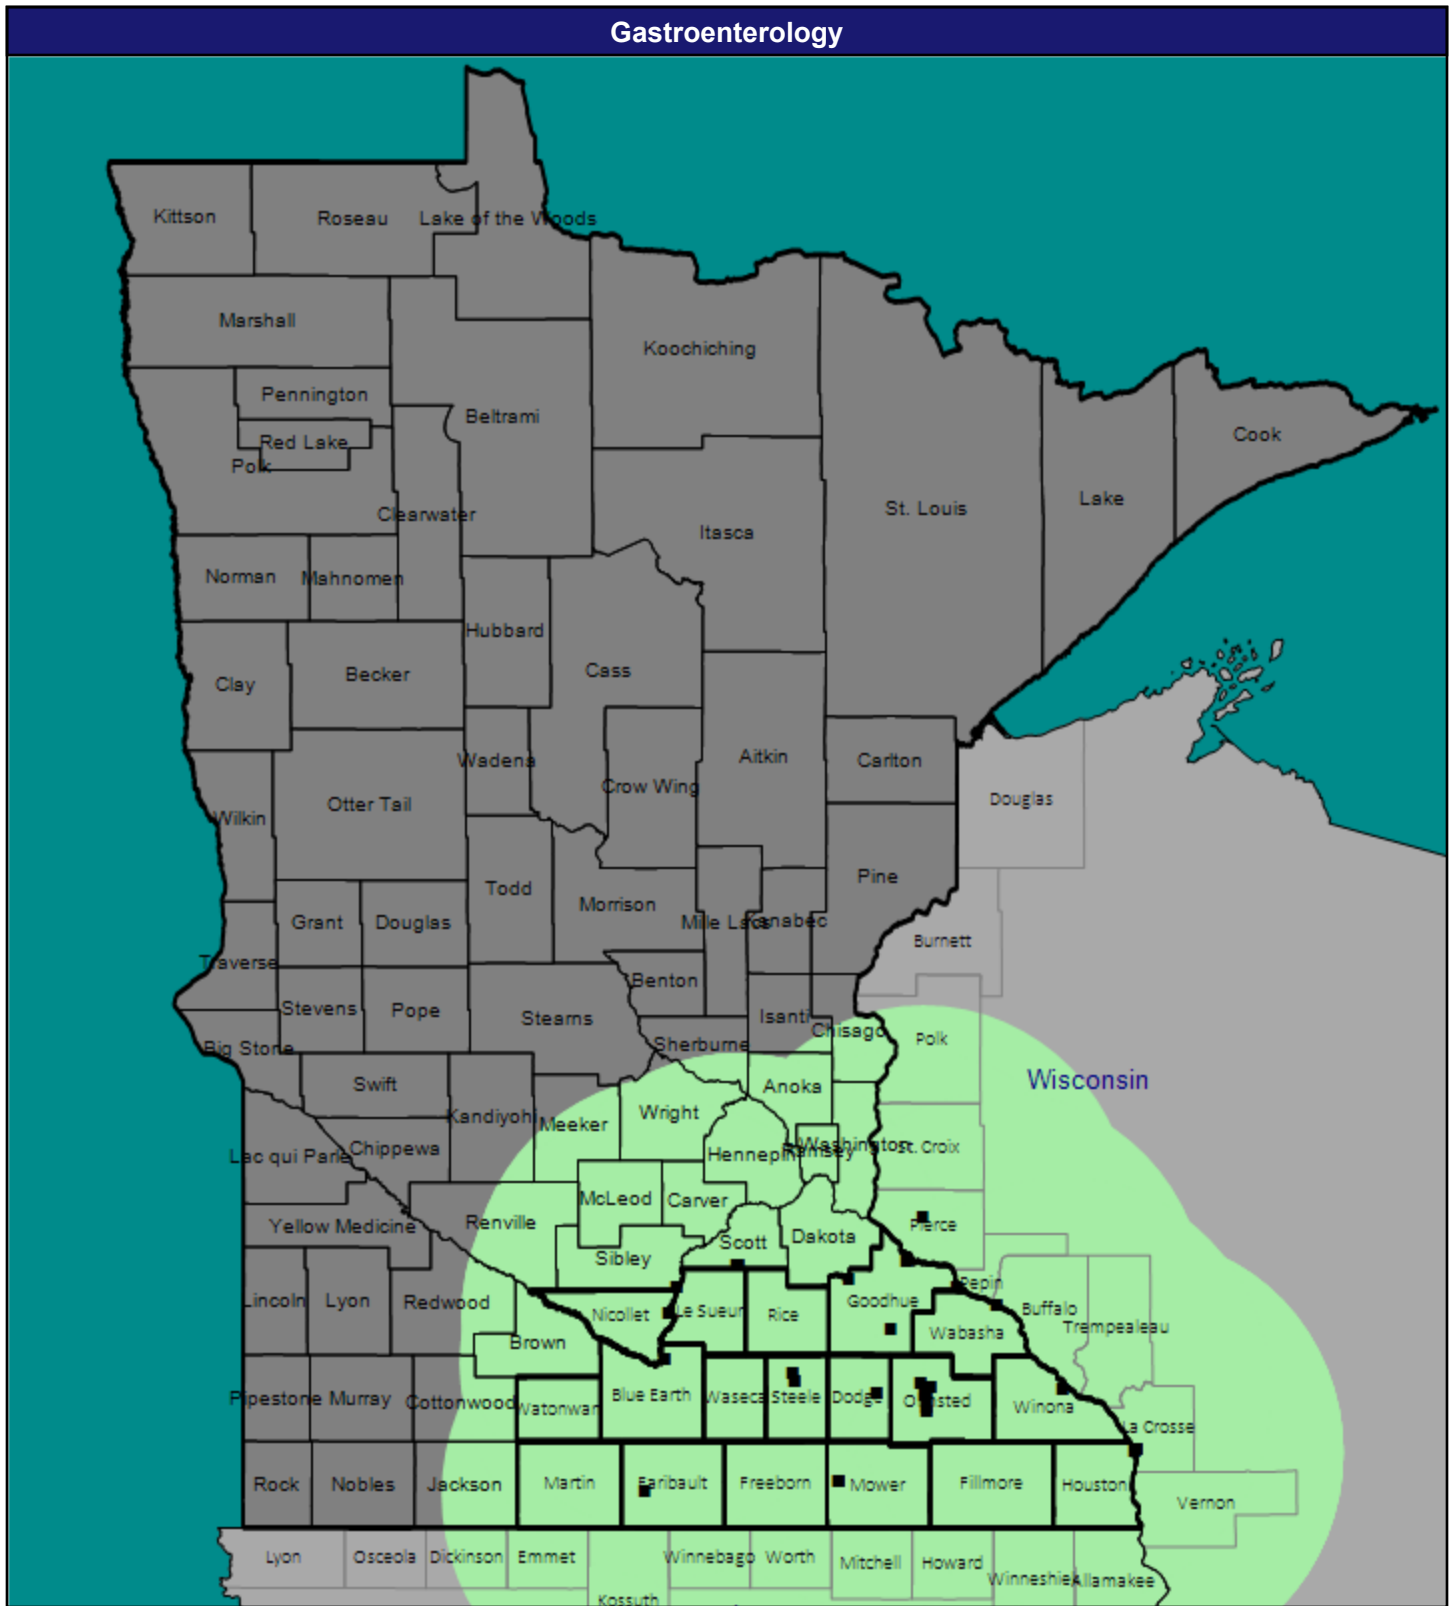 Gastroenterology
Kittson
Roseau
Lake of the Woods
Marshall
Koochiching
Pennington
Beltrami
Red Lake
Polk
Cook
Clearwater
St. Louis
Lake
Itasca
Norman
Mahnomen
Hubbard
Cass
Clay
Becker
Wadena
Aitkin
Carlton
Crow Wing
Otter Tail
Wilkin
Douglas
Todd
Pine
Morrison
Grant
Douglas
Mille Lacs
Kanabec
Burnett
Traverse
Benton
Stevens
Pope
Stearns
Isanti
Chisago
Polk
Big Stone
Sherburne
Swift
Anoka
Wisconsin
Kandiyohi
Meeker
Wright
Lac qui Parle
Chippewa
Hennepin
Ramsey
Washington
St. Croix
McLeod
Carver
Yellow Medicine
Renville
Scott
Dakota
Pierce
Sibley
Lincoln
Lyon
Redwood
Nicollet
Le Sueur
Rice
Goodhue
Pepin
Buffalo
Brown
Wabasha
Trempealeau
Pipestone
Murray
Cottonwood
Watonwan
Blue Earth
Waseca
Steele
Dodge
Olmsted
Winona
La Crosse
Rock
Nobles
Jackson
Martin
Faribault
Freeborn
Mower
Fillmore
Houston
Vernon
Lyon
Osceola
Dickinson
Emmet
Winnebago
Worth
Mitchell
Howard
Winneshiek
Allamakee
Kossuth